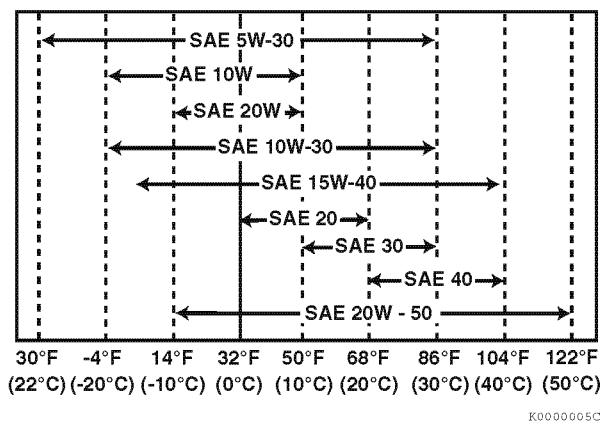 SAE 5W-30
SAE 10W
SAE 20W
SAE 10W-30
SAE 15W-40
SAE 20
SAE 30
SAE 40
SAE 20W - 50
30°F -4°F 14°F 32°F 50°F 68°F 86°F 104°F 122°F
(22°C) (-20°C) (-10°C) (0°C) (10°C) (20°C) (30°C) (40°C) (50°C)
K0000005C